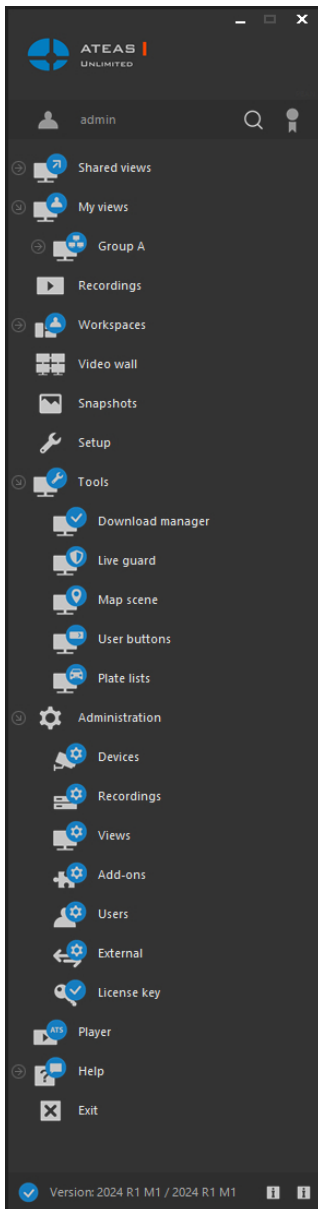 ATEAS
UNLIMITED
admin
Shared views
My views
Group A
Recordings
Workspaces
Video wall
Snapshots
Setup
Tools
Download manager
Live guard
Map scene
User buttons
Plate lists
Administration
Devices
Recordings
Views
Add-ons
Users
External
License key
ATS
Player
Help
Exit
Version: 2024 R1 M1 / 2024 R1 M1